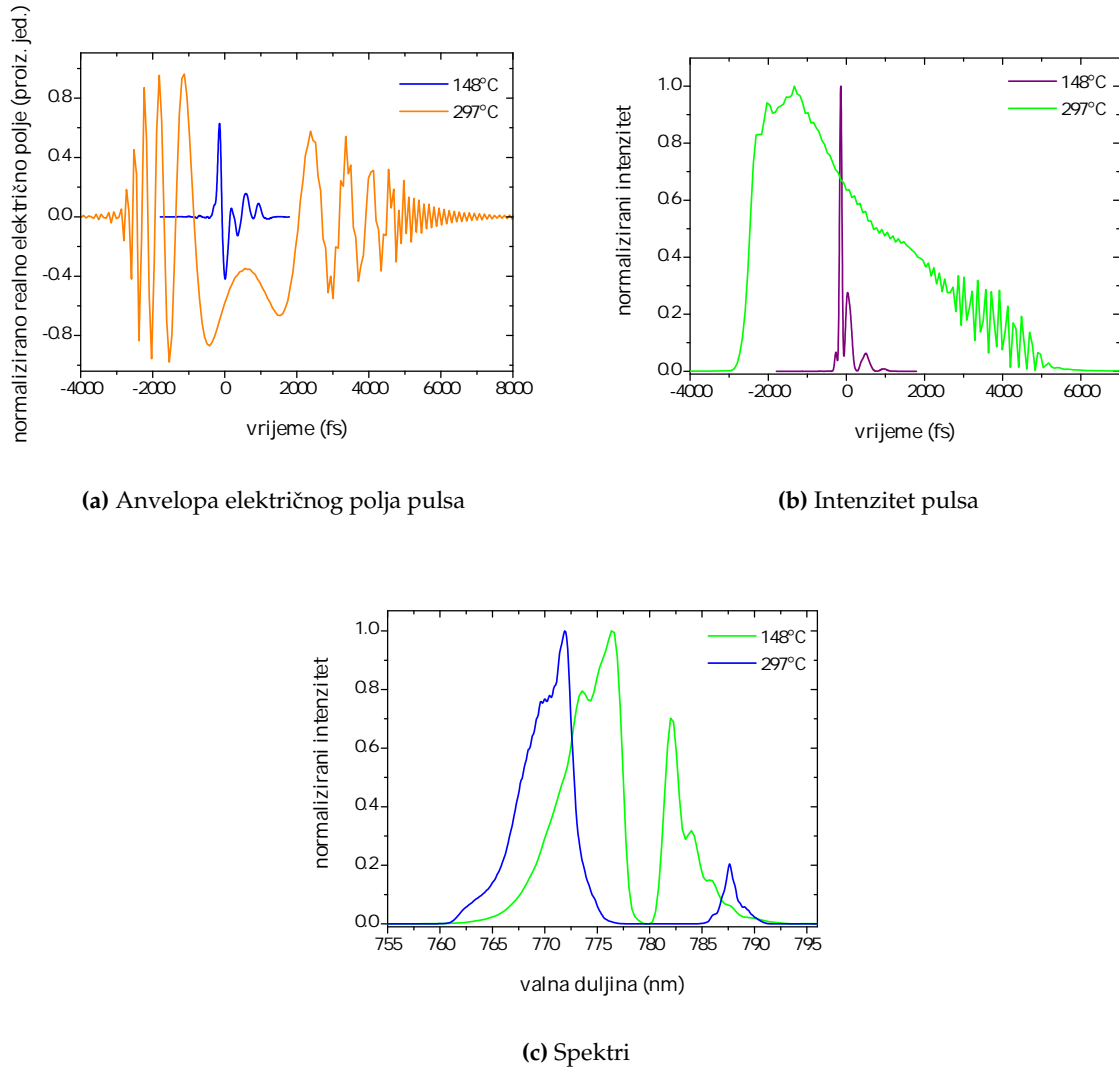 normalizirano realno električno polje (proiz. jed.)
148°C
297°C
0.8
0.4
0.0
-0.4
-0.8
-4000 -2000 0 2000 4000 6000 8000
vrijeme (fs)
(a) Anvelopa električnog polja pulsa
normalizirani intenzitet
148°C
297°C
1.0
0.8
0.6
0.4
0.2
0.0
-4000 -2000 0 2000 4000 6000
vrijeme (fs)
(b) Intenzitet pulsa
normalizirani intenzitet
148°C
297°C
1.0
0.8
0.6
0.4
0.2
0.0
755 760 765 770 775 780 785 790 795
valna duljina (nm)
(c) Spektri